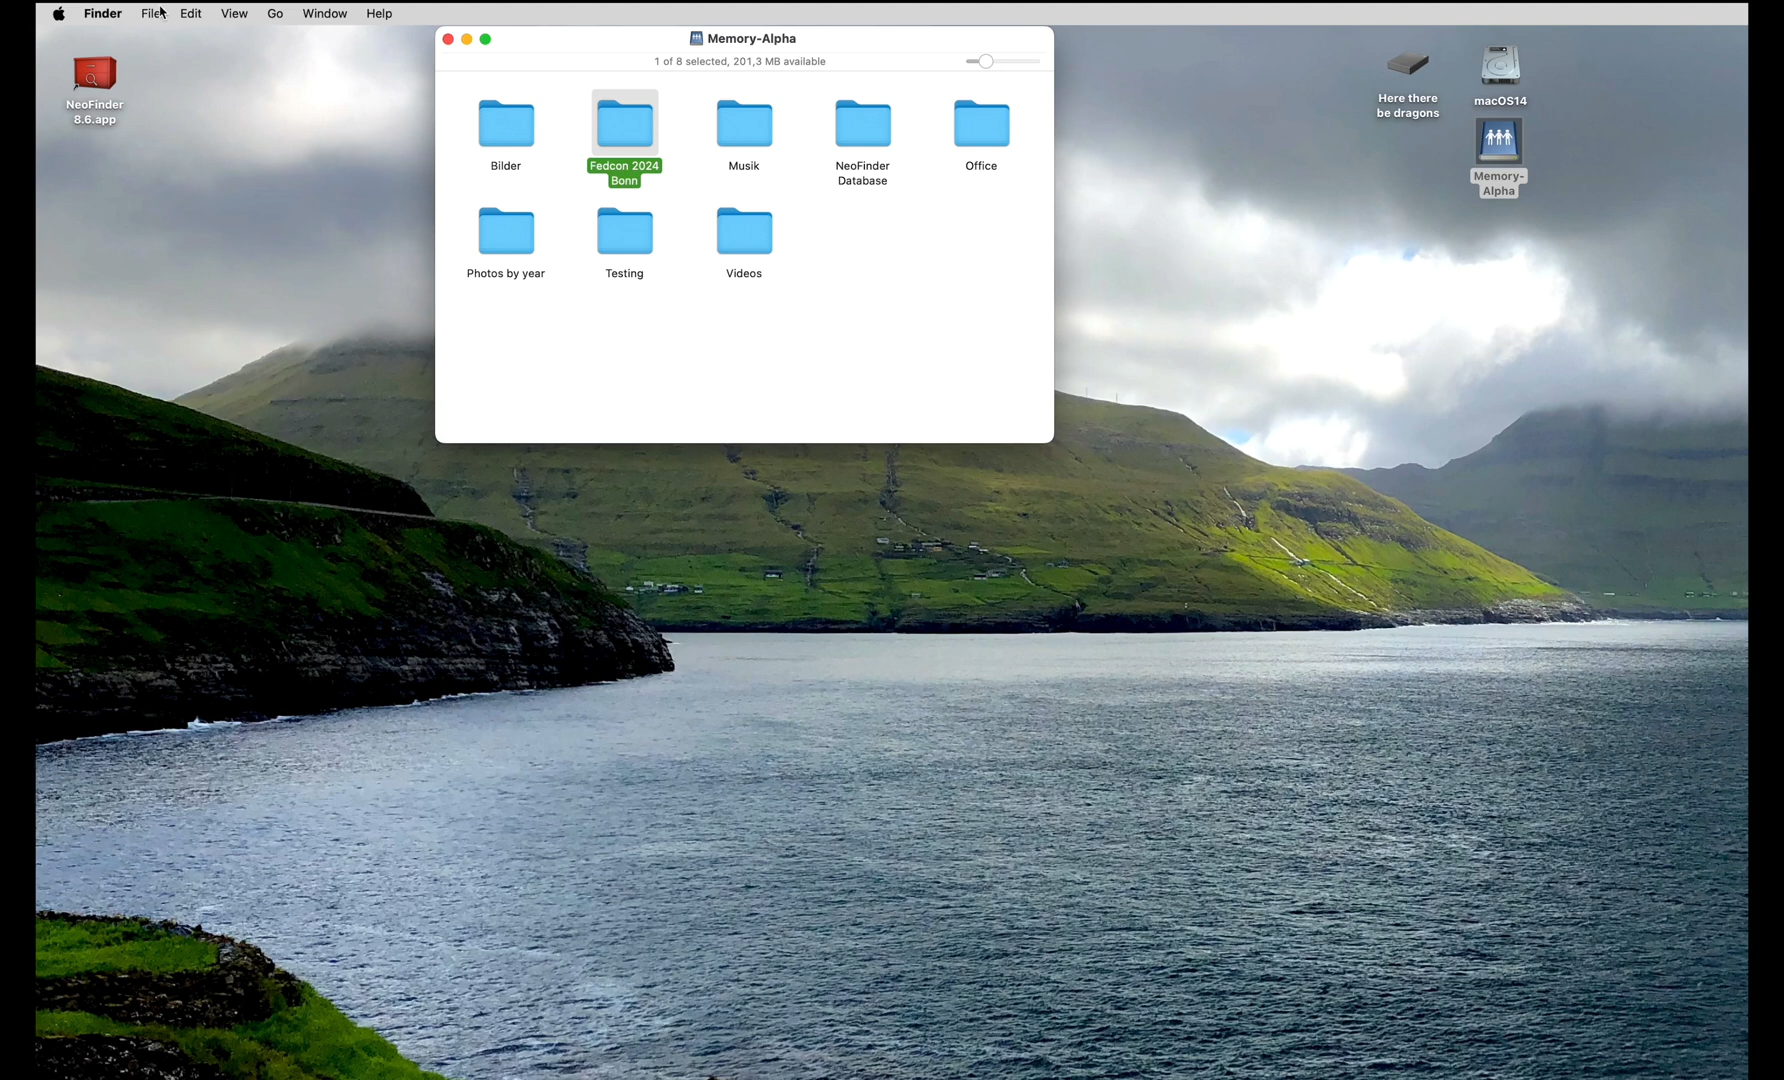 Finder File Edit View Go Window Help
Memory-Alpha
1 of 8 selected, 201,3 MB available
NeoFinder
8.6.app
Bilder
Fedcon 2024
Bonn
Musik
NeoFinder
Database
Office
Photos by year
Testing
Videos
Here there
be dragons
macOS14
Memory-
Alpha